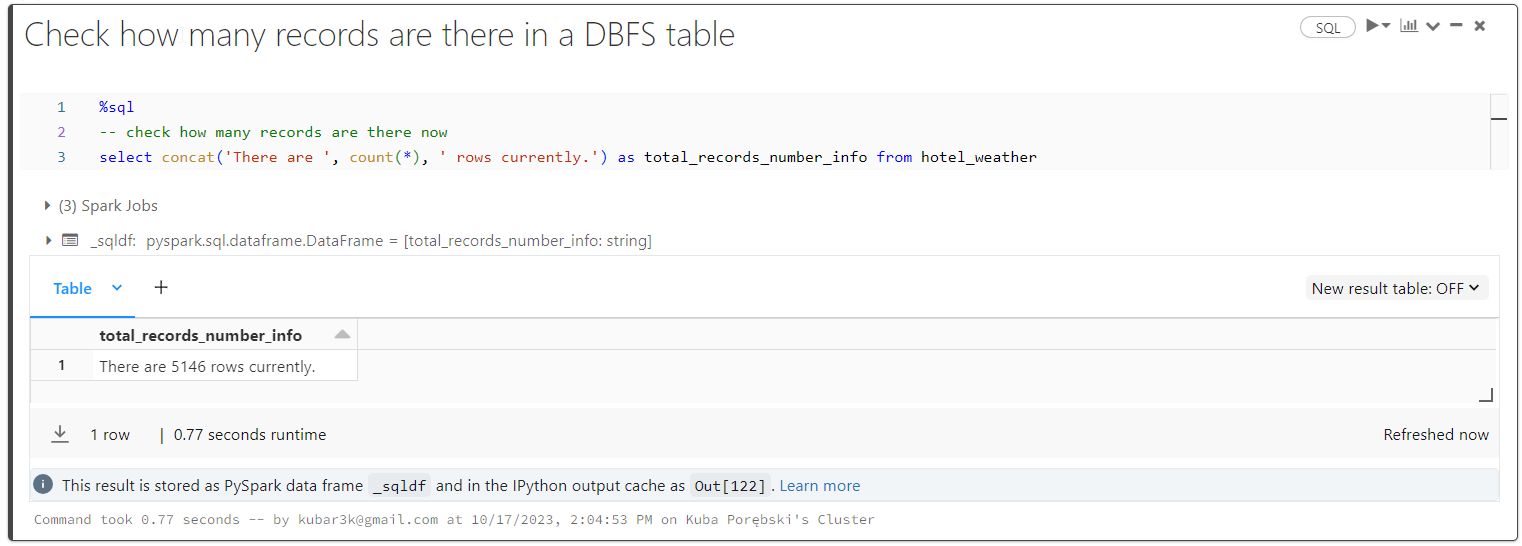 Check how many records are there in a DBFS table
SQL
1 %sql
2 -- check how many records are there now
3 select concat('There are ', count(*), ' rows currently.') as total_records_number_info from hotel_weather
(3) Spark Jobs
_sqldf: pyspark.sql.dataframe.DataFrame = [total_records_number_info: string]
Table
+
New result table: OFF
total_records_number_info
1 There are 5146 rows currently.
1 row | 0.77 seconds runtime
Refreshed now
This result is stored as PySpark data frame _sqldf and in the IPython output cache as Out[122]. Learn more
Command took 0.77 seconds -- by kubar3k@gmail.com at 10/17/2023, 2:04:53 PM on Kuba Porębski's Cluster